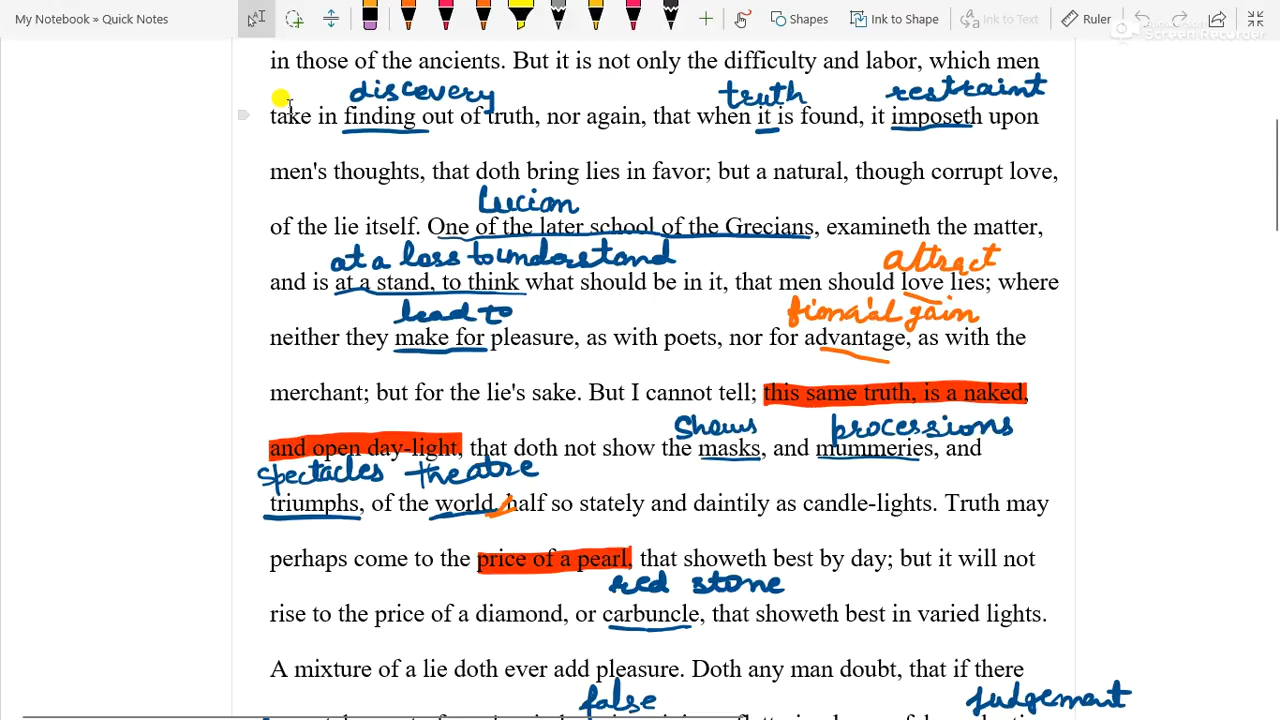 My Notebook » Quick Notes
Shapes
Ink to Shape
Ink to Text
Ruler
Screen Recorder
in those of the ancients. But it is not only the difficulty and labor, which men
discevery truth restraint
take in finding out of truth, nor again, that when it is found, it imposeth upon
men's thoughts, that doth bring lies in favor; but a natural, though corrupt love,
Lucian
of the lie itself. One of the later school of the Grecians, examineth the matter,
at a loss to understand attract
and is at a stand, to think what should be in it, that men should love lies; where
lead to gain
neither they make for pleasure, as with poets, nor for advantage, as with the
merchant; but for the lie's sake. But I cannot tell; this same truth, is a naked,
Shows processions
and open day-light, that doth not show the masks, and mummeries, and
spectacles theatre
triumphs, of the world, half so stately and daintily as candle-lights. Truth may
perhaps come to the price of a pearl, that showeth best by day; but it will not
red stone
rise to the price of a diamond, or carbuncle, that showeth best in varied lights.
A mixture of a lie doth ever add pleasure. Doth any man doubt, that if there
false judgement